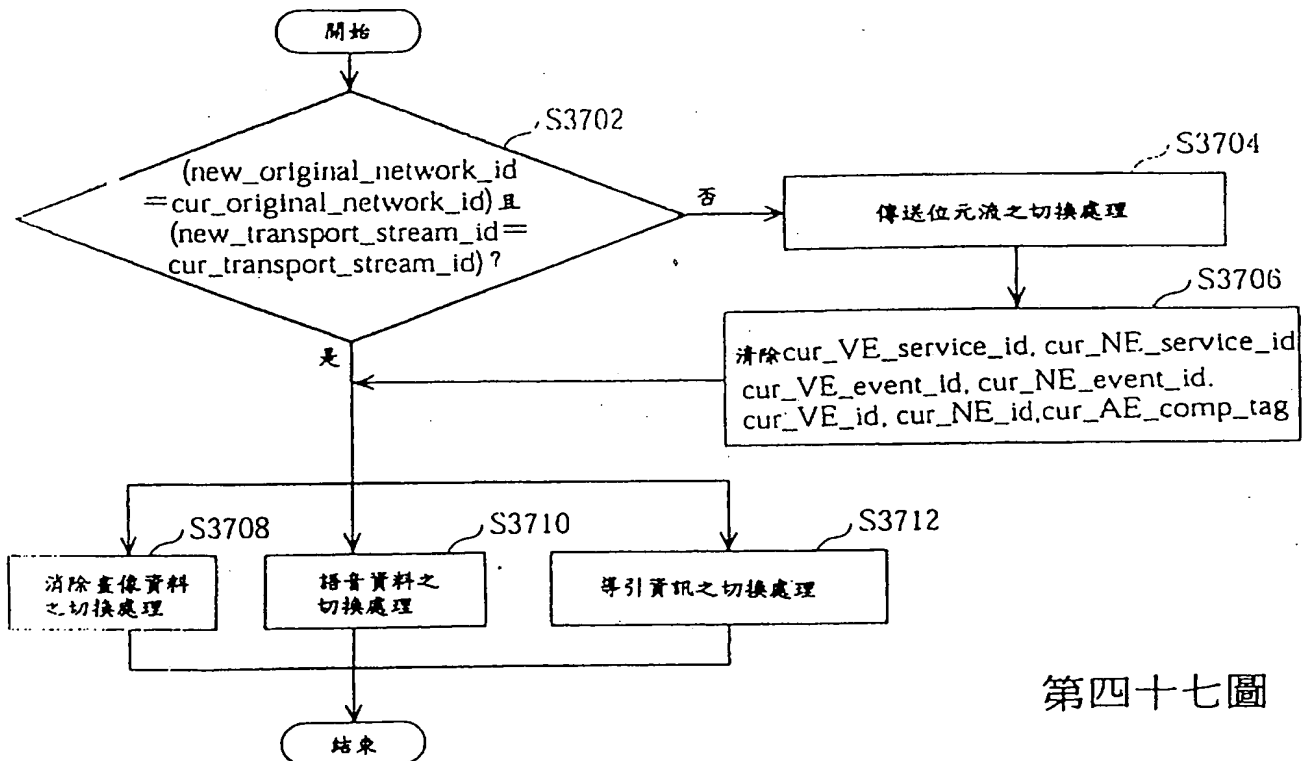 開始
S3702
(new_original_network_id
=cur_original_network_id)且
(new_transport_stream_id=
cur_transport_stream_id)?
否
S3704
傳送位元流之切換處理
S3706
清除cur_VE_service_id, cur_NE_service_id
cur_VE_event_id, cur_NE_event_id.
cur_VE_id, cur_NE_id,cur_AE_comp_tag
是
S3708
消除畫像資料
之切換處理
S3710
語音資料之
切換處理
S3712
導引資訊之切換處理
結束
第四十七圖